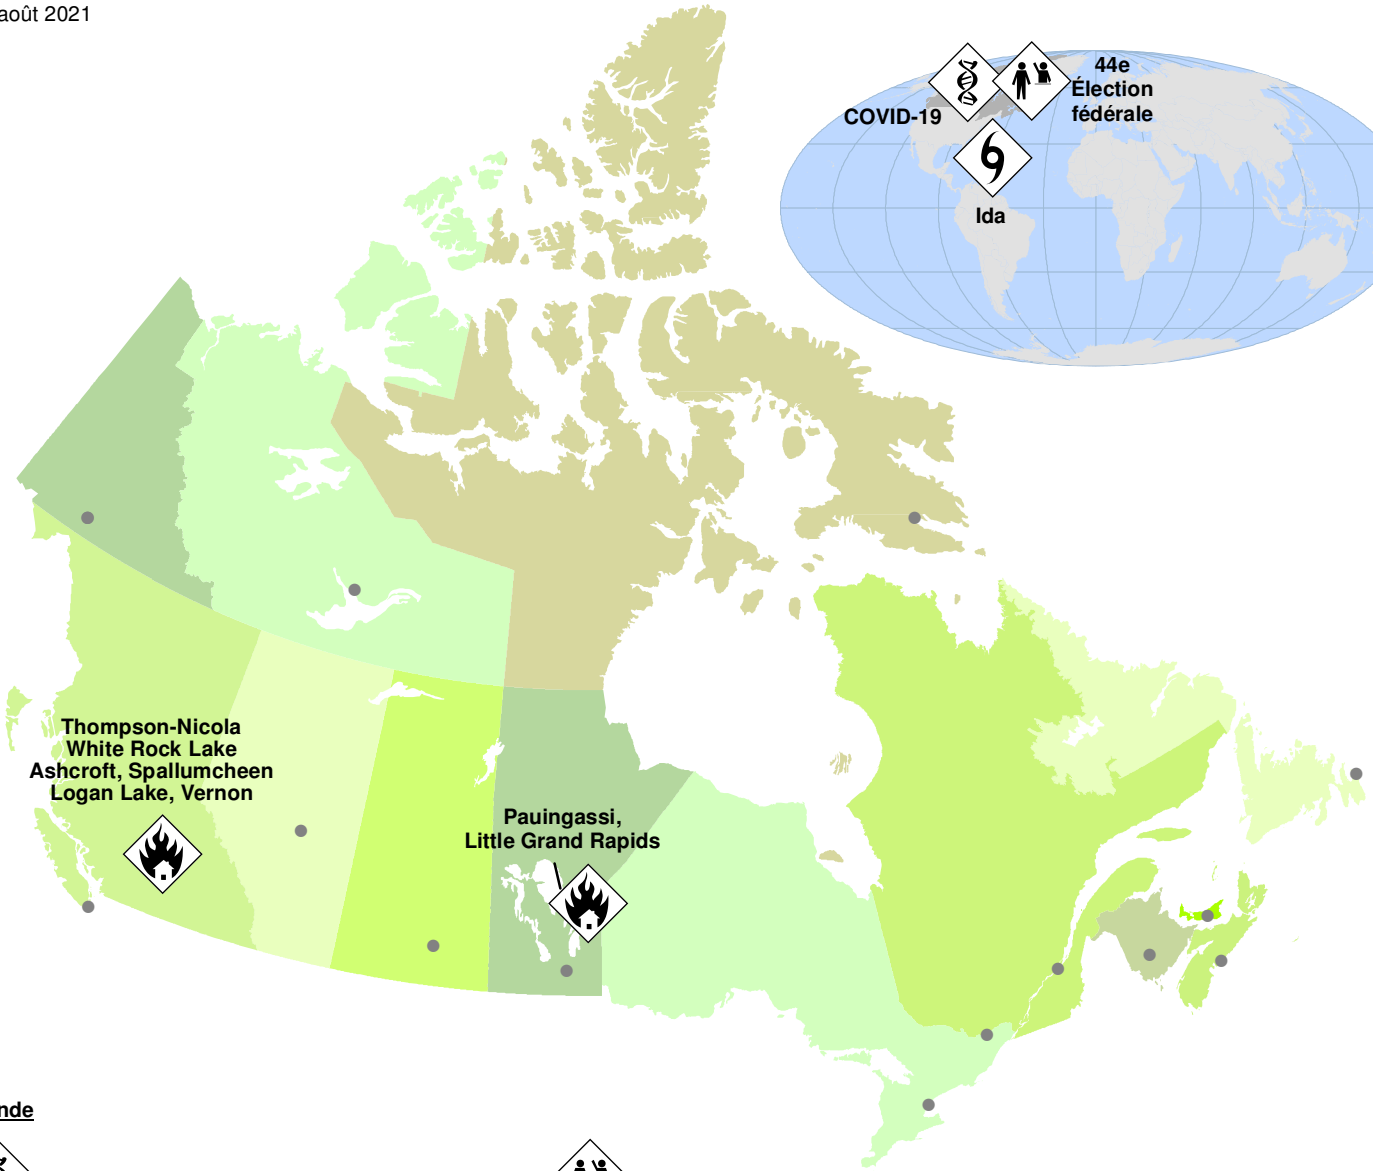 août 2021
COVID-19
44e
Élection
fédérale
Ida
Thompson-Nicola
White Rock Lake
Ashcroft, Spallumcheen
Logan Lake, Vernon
Pauingassi,
Little Grand Rapids
nde